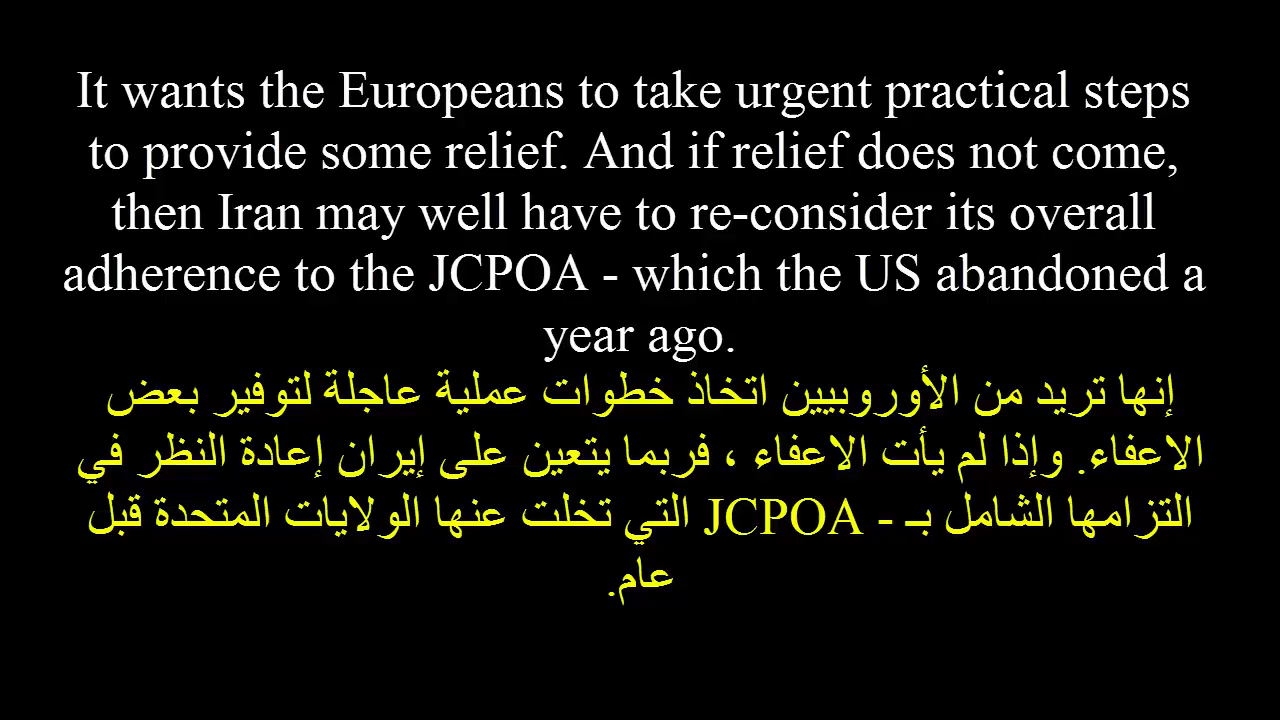 It wants the Europeans to take urgent practical steps
to provide some relief. And if relief does not come,
then Iran may well have to re-consider its overall
adherence to the JCPOA - which the US abandoned a
year ago.
إنها تريد من الأوروبيين اتخاذ خطوات عملية عاجلة لتوفير بعض
الاعفاء. وإذا لم يأت الاعفاء ، فربما يتعين على إيران إعادة النظر في
التزامها الشامل بـ - JCPOA التي تخلت عنها الولايات المتحدة قبل
عام.